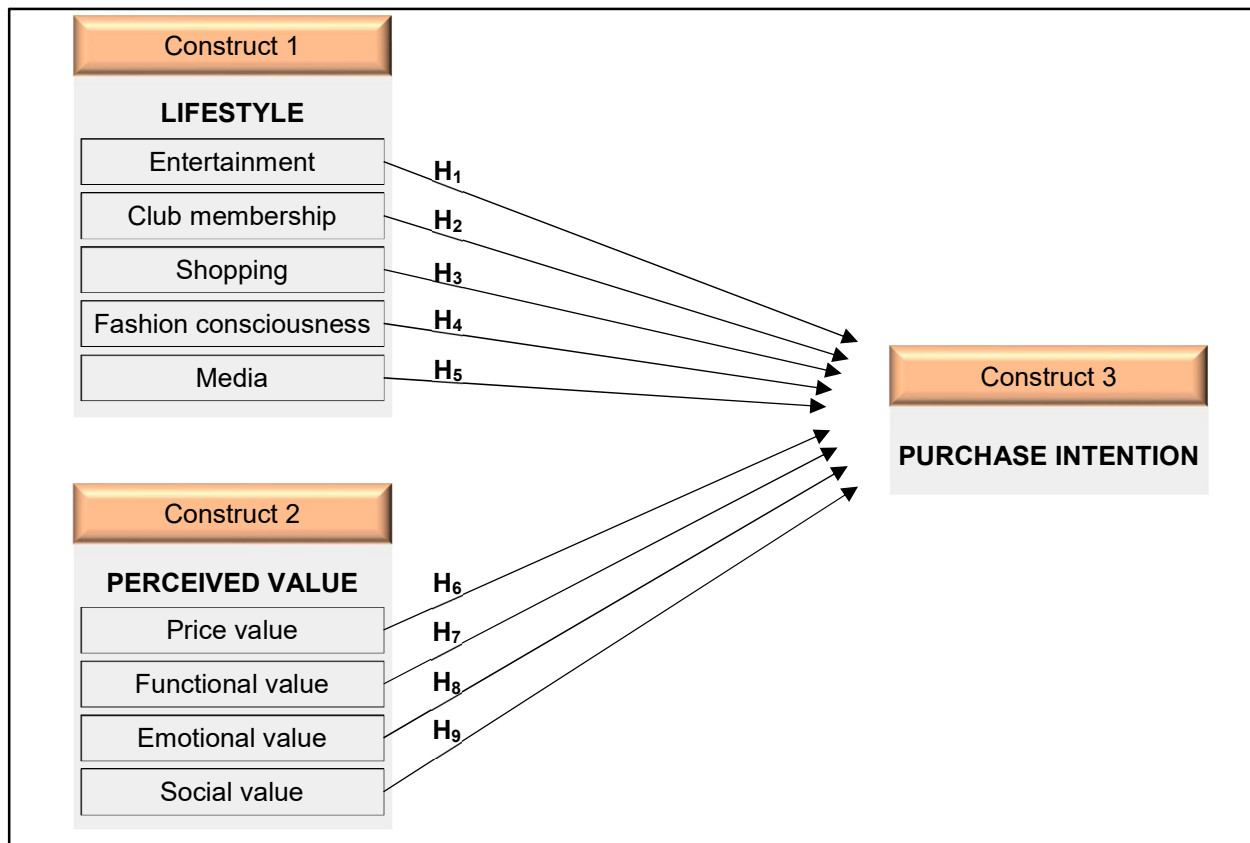 Construct 1
LIFESTYLE
Entertainment
Club membership
Shopping
Fashion consciousness
Media
H₁
H₂
H₃
H₄
H₅
Construct 2
PERCEIVED VALUE
Price value
Functional value
Emotional value
Social value
H₆
H₇
H₈
H₉
Construct 3
PURCHASE INTENTION